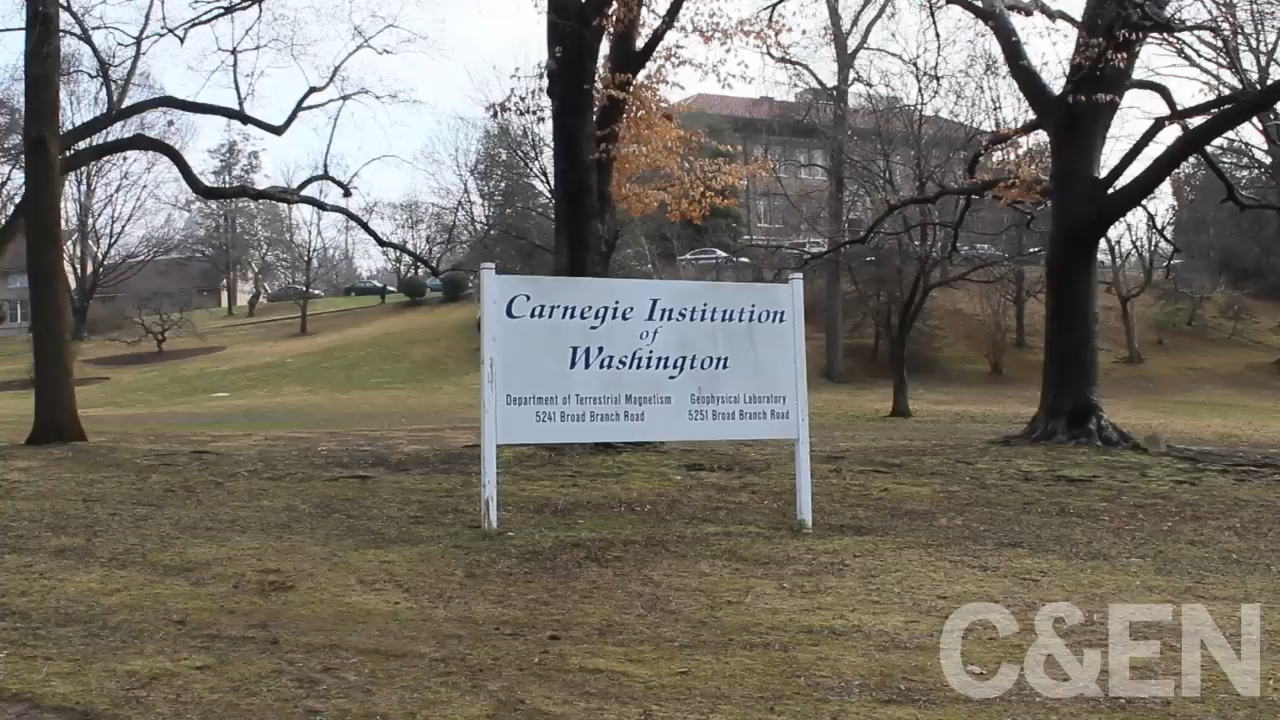 Carnegie Institution
of
Washington
Department of Terrestrial Magnetism Geophysical Laboratory
5241 Broad Branch Road 5251 Broad Branch Road
C&EN